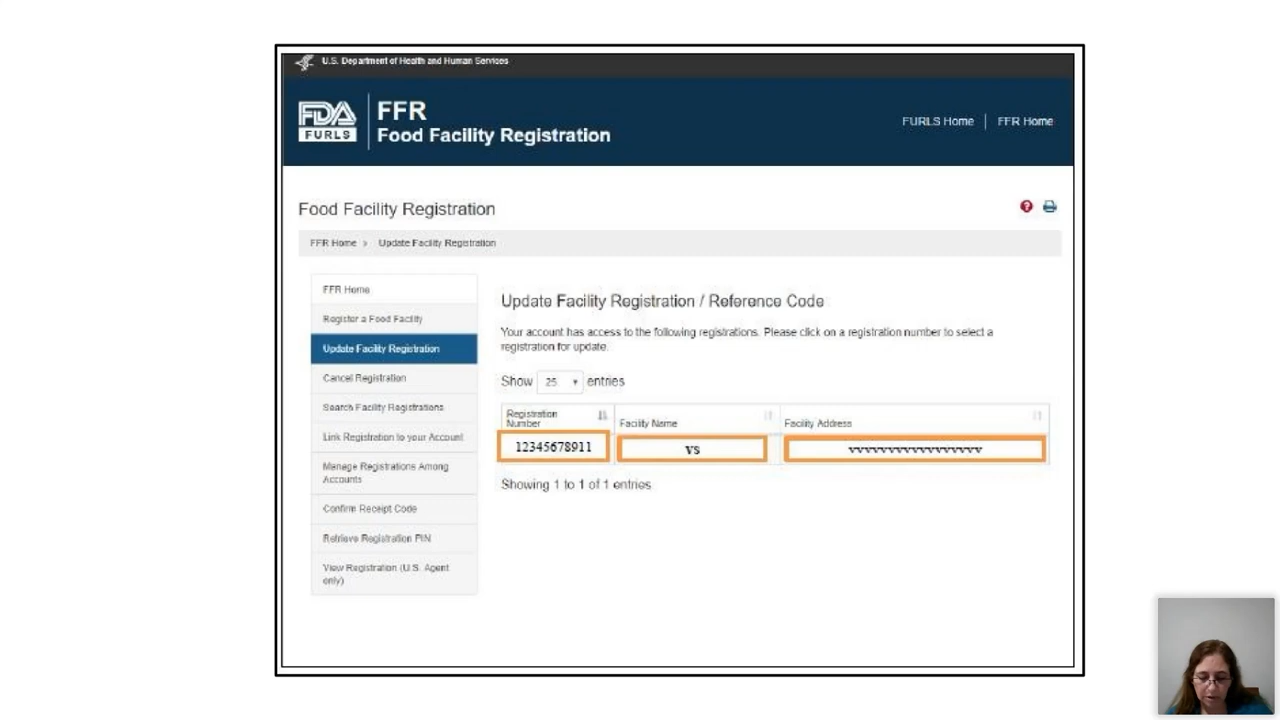 U.S. Department of Health and Human Services
FDA
FURLS
FFR
Food Facility Registration
FURLS Home
FFR Home
Food Facility Registration
FFR Home > Update Facility Registration
FFR Home
Register a Food Facility
Update Facility Registration
Cancel Registration
Search Facility Registrations
Link Registration to your Account
Manage Registrations Among
Accounts
Confirm Receipt Code
Retrieve Registration PIN
View Registration (U.S. Agent
only)
Update Facility Registration / Reference Code
Your account has access to the following registrations. Please click on a registration number to select a
registration for update.
Show 25 entries
Registration
Number
Facility Name
Facility Address
12345678911
vs
vvvvvvvvvvvvvvvvv
Showing 1 to 1 of 1 entries